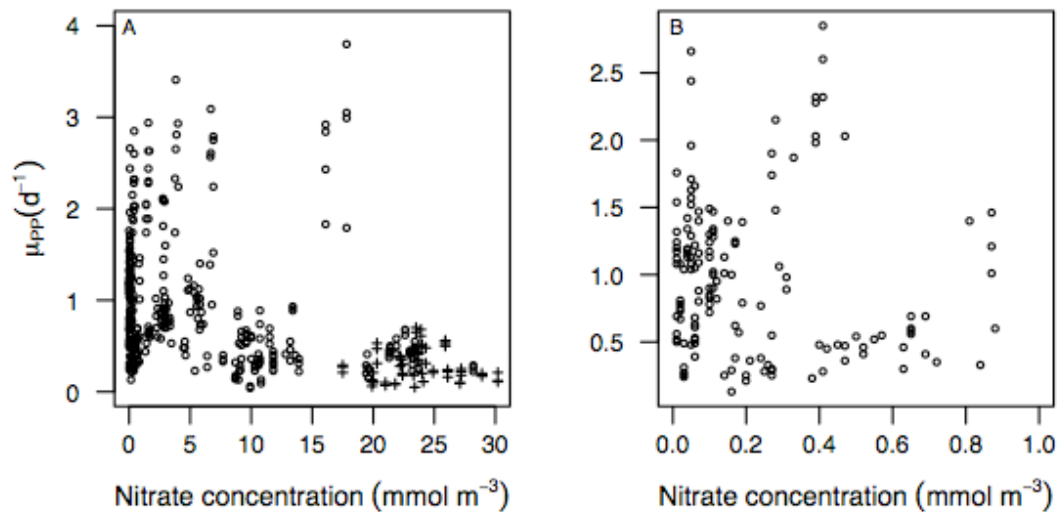 A
μPP(d⁻¹)
4
3
2
1
0
0 5 10 15 20 25 30
Nitrate concentration (mmol m⁻³)
B
2.5
2.0
1.5
1.0
0.5
0.0 0.2 0.4 0.6 0.8 1.0
Nitrate concentration (mmol m⁻³)